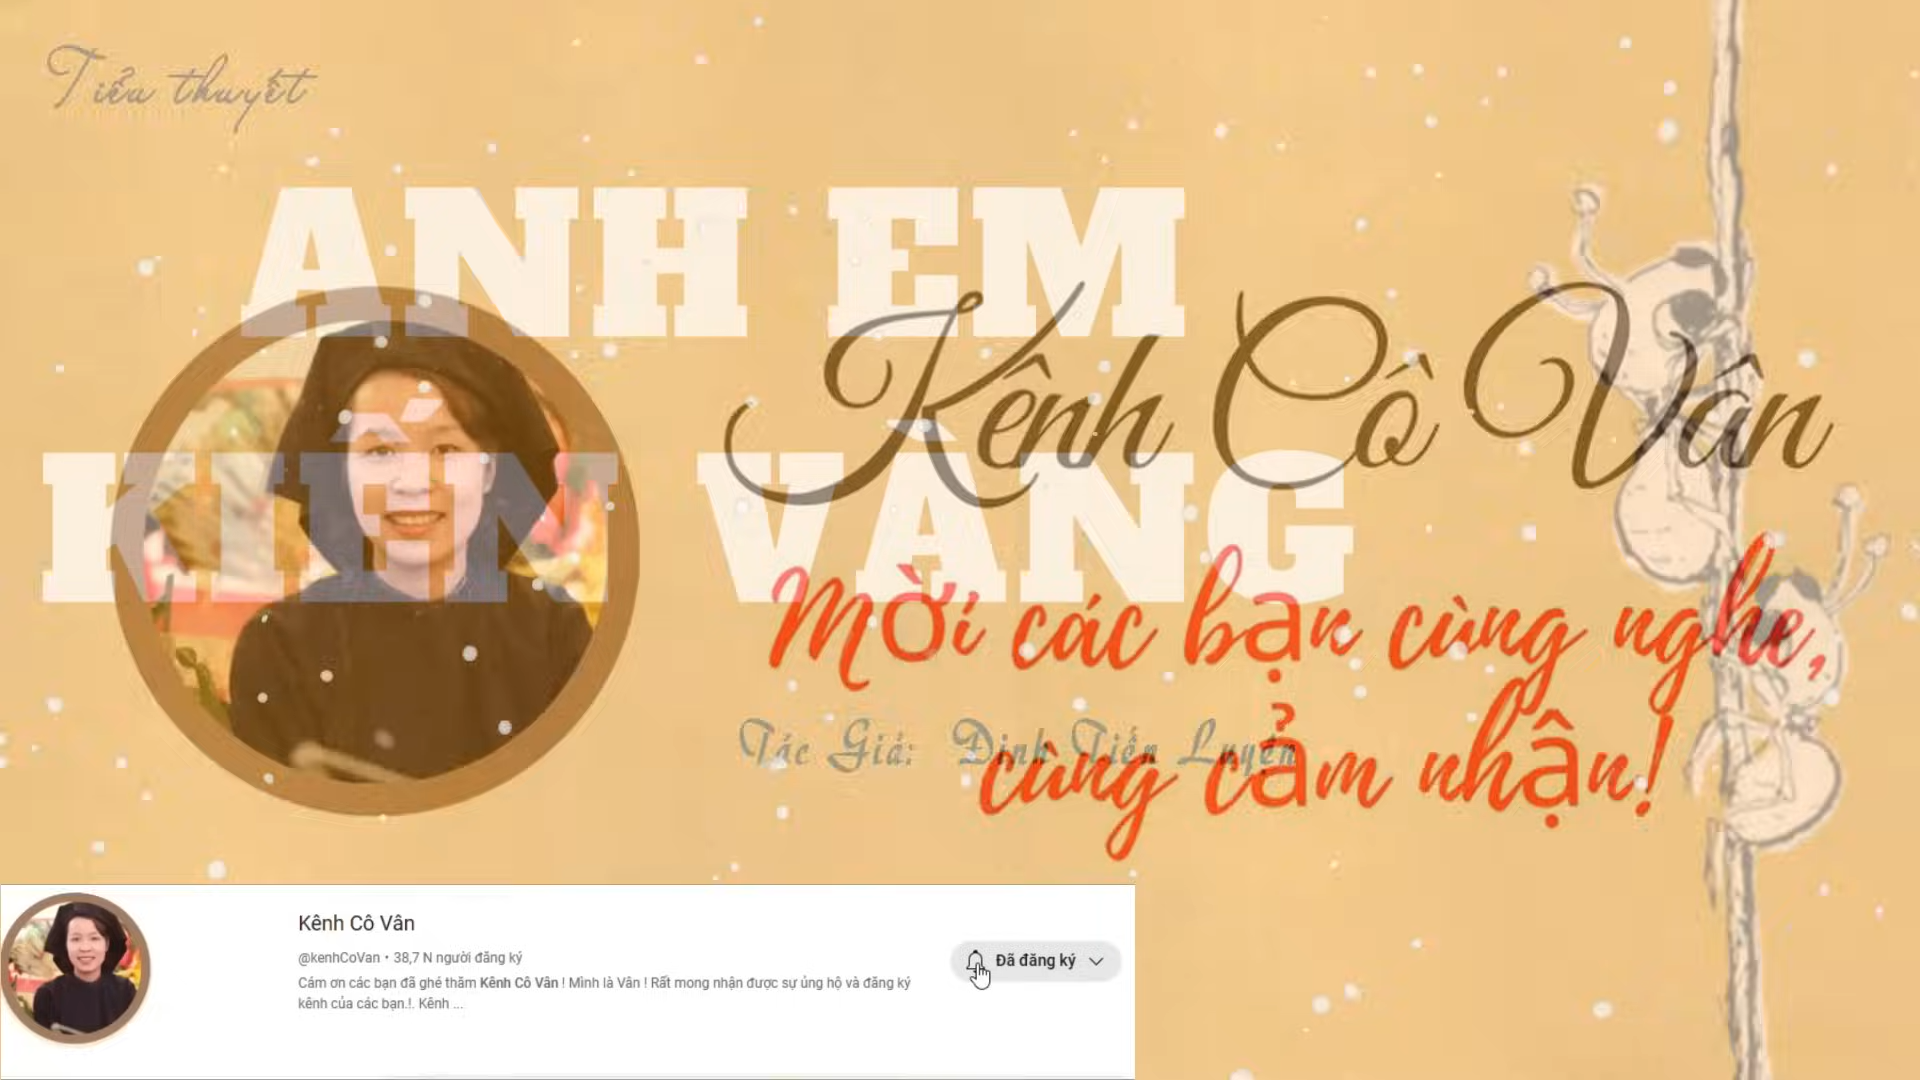 Tiểu thuyết
ANH EM
KIẾN VÀNG
Kênh Cô Vân
Mời các bạn cùng nghe,
cùng cảm nhận!
Tác Giả: Đinh Tiến Luyện
Kênh Cô Vân
@kenhCoVan • 38,7 N người đăng ký
Cám ơn các bạn đã ghé thăm Kênh Cô Vân ! Mình là Vân ! Rất mong nhận được sự ủng hộ và đăng ký
kênh của các bạn.!. Kênh ...
Đã đăng ký